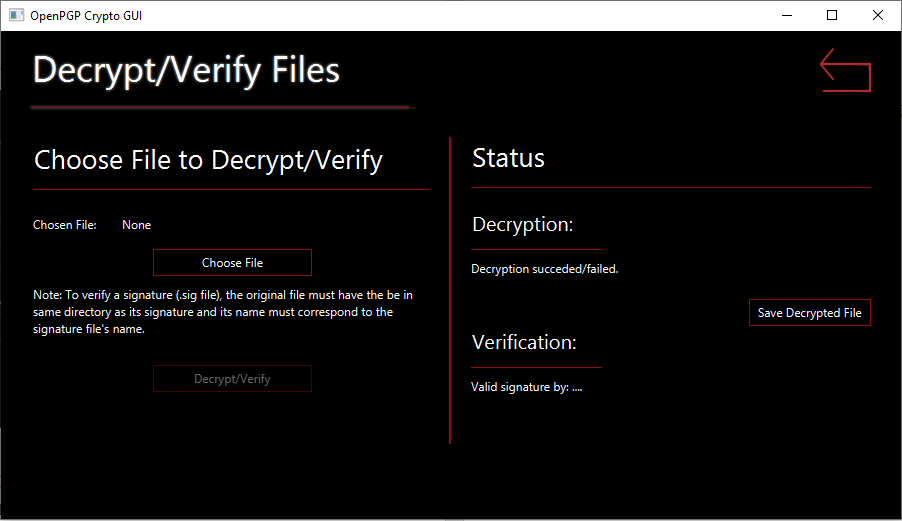 OpenPGP Crypto GUI
Decrypt/Verify Files
Choose File to Decrypt/Verify
Chosen File: None
Choose File
Note: To verify a signature (.sig file), the original file must have the be in
same directory as its signature and its name must correspond to the
signature file's name.
Decrypt/Verify
Status
Decryption:
Decryption succeded/failed.
Save Decrypted File
Verification:
Valid signature by: ....